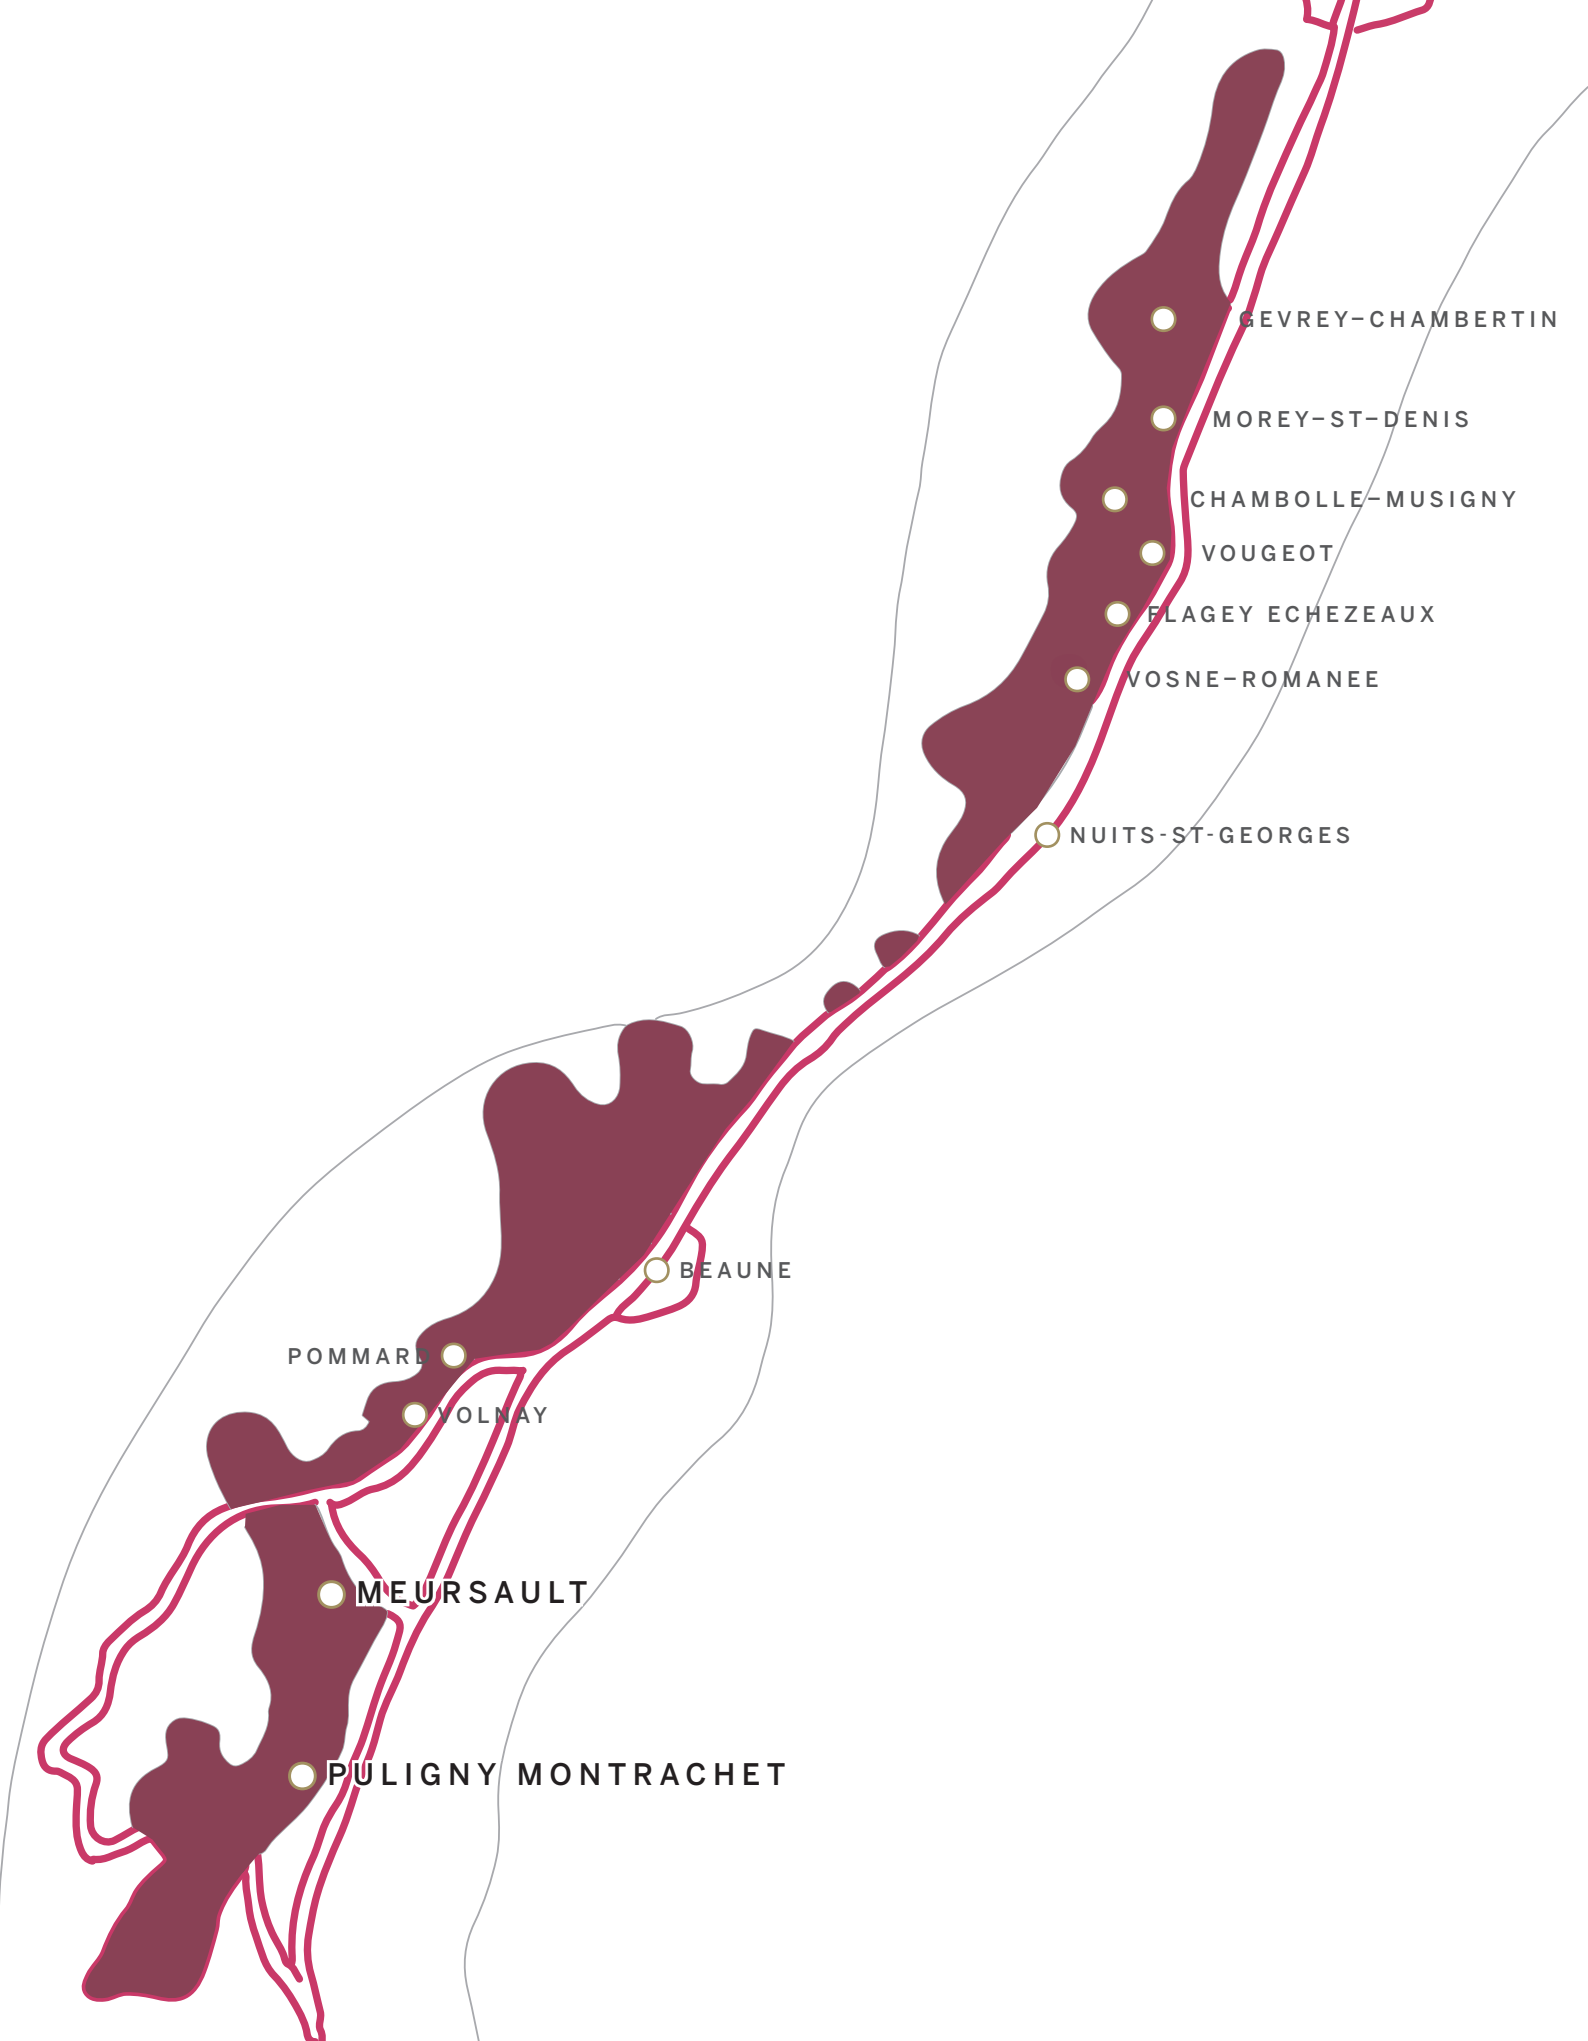 GEVREY–CHAMBERTIN
MOREY–ST–DENIS
CHAMBOLLE–MUSIGNY
VOUGEOT
FLAGEY ECHEZEAUX
VOSNE–ROMANEE
NUITS-ST-GEORGES
BEAUNE
POMMARD
VOLNAY
MEURSAULT
PULIGNY MONTRACHET